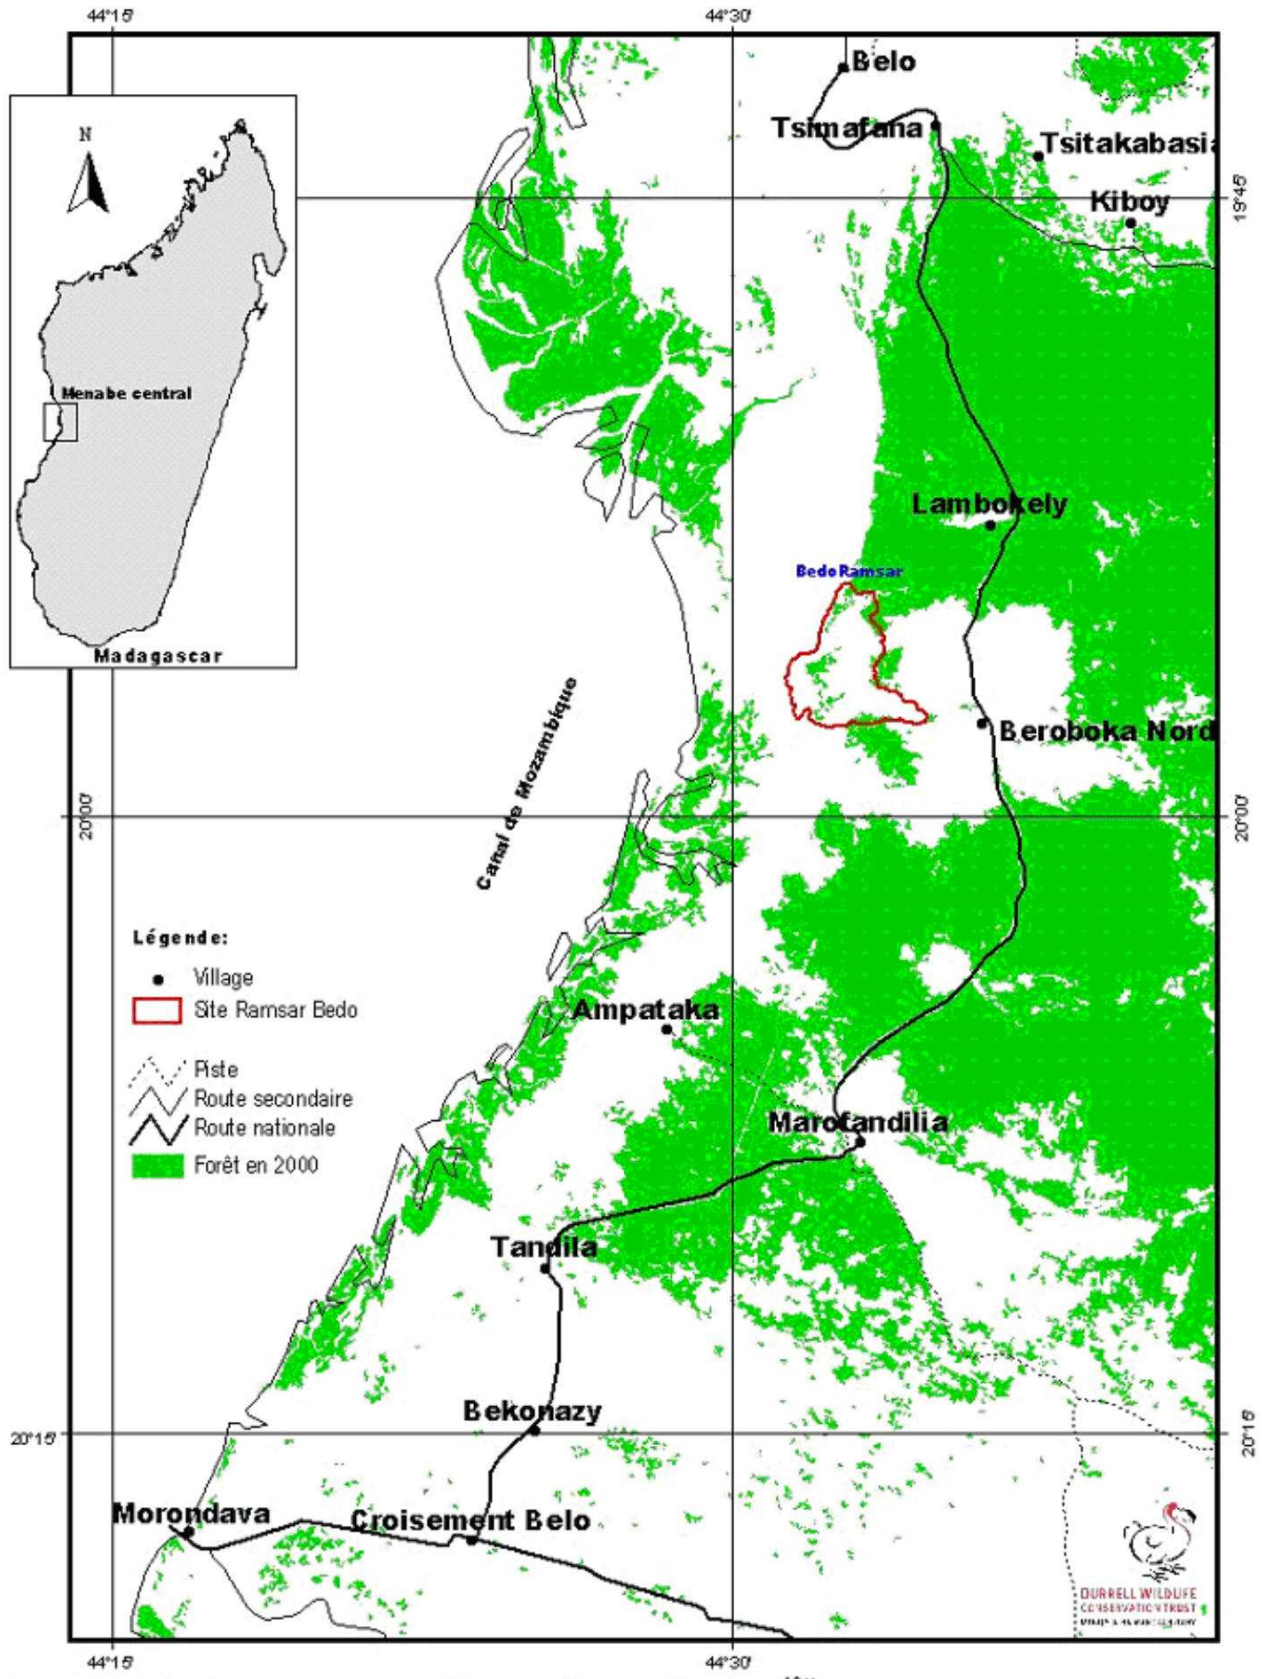 44°15'
44°30'
Belo
Tsimafana
Tsitakabasia
Kiboy
19°45'
N
Menabe central
Madagascar
Lambokely
Bedo Ramsar
Beroboka Nord
Canal de Mozambique
20°00'
20°00'
Légende:
Village
Site Ramsar Bedo
Piste
Route secondaire
Route nationale
Forêt en 2000
Ampataka
Marofandilia
Tandila
Bekonazy
20°15'
20°15'
Morondava
Croisement Belo
DURRELL WILDLIFE
CONSERVATION TRUST
44°15'
44°30'